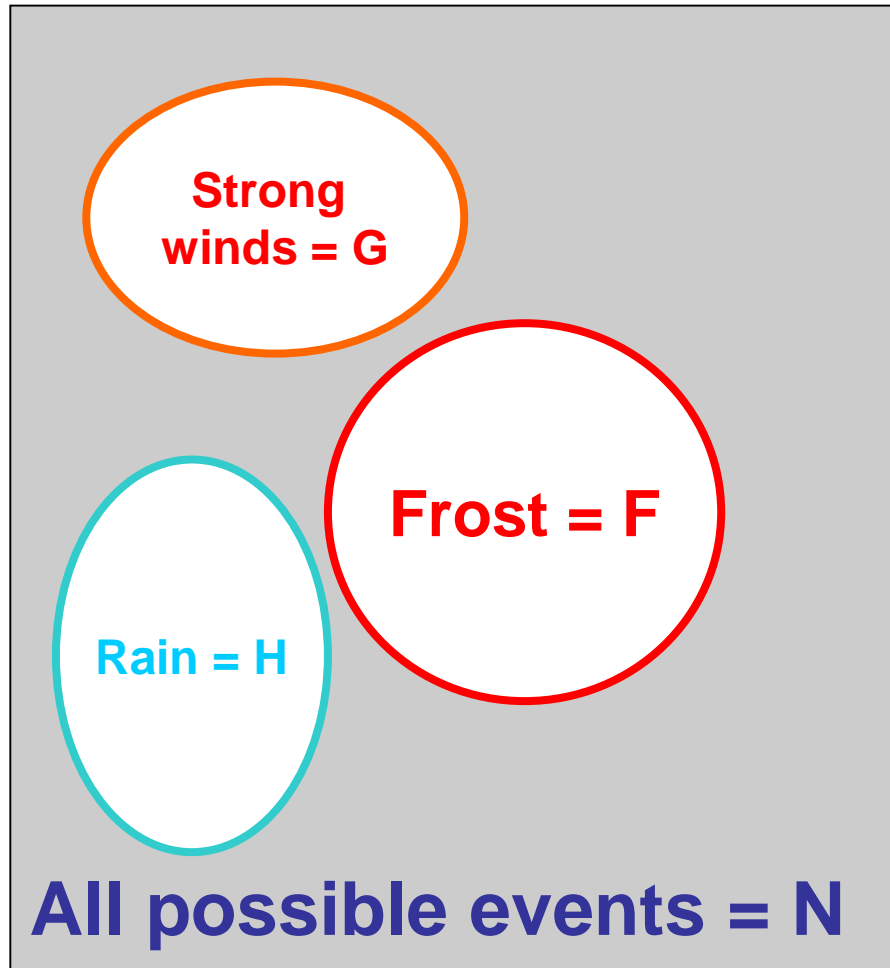 Strong
winds = G
Frost = F
Rain = H
All possible events = N